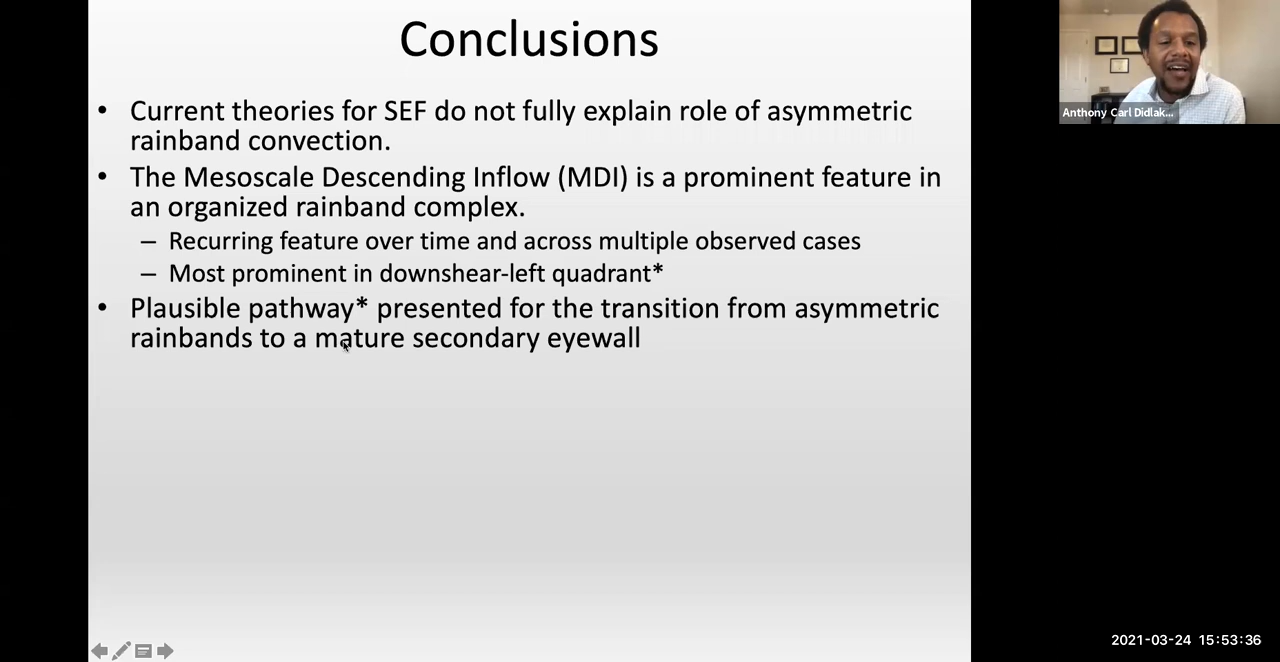 Conclusions
• Current theories for SEF do not fully explain role of asymmetric
rainband convection.
• The Mesoscale Descending Inflow (MDI) is a prominent feature in
an organized rainband complex.
– Recurring feature over time and across multiple observed cases
– Most prominent in downshear-left quadrant*
• Plausible pathway* presented for the transition from asymmetric
rainbands to a mature secondary eyewall
Anthony Carl Didlak...
2021-03-24 15:53:36